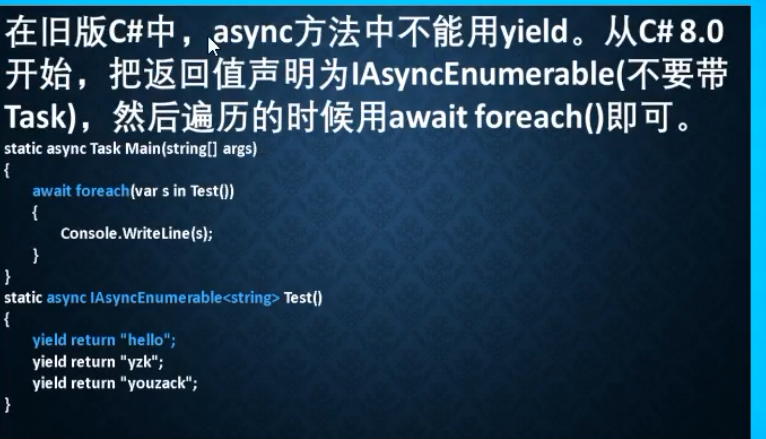 在旧版C#中，async方法中不能用yield。从C# 8.0
开始，把返回值声明为IAsyncEnumerable(不要带
Task)，然后遍历的时候用await foreach()即可。
static async Task Main(string[] args)
{
await foreach(var s in Test())
{
Console.WriteLine(s);
}
}
static async IAsyncEnumerable<string> Test()
{
yield return "hello";
yield return "yzk";
yield return "youzack";
}